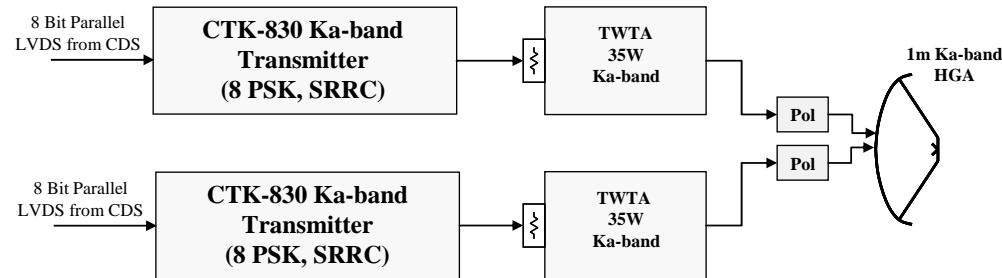 8 Bit Parallel
LVDS from CDS
CTK-830 Ka-band
Transmitter
(8 PSK, SRRC)
TWTA
35W
Ka-band
Pol
1m Ka-band
HGA
8 Bit Parallel
LVDS from CDS
CTK-830 Ka-band
Transmitter
(8 PSK, SRRC)
TWTA
35W
Ka-band
Pol